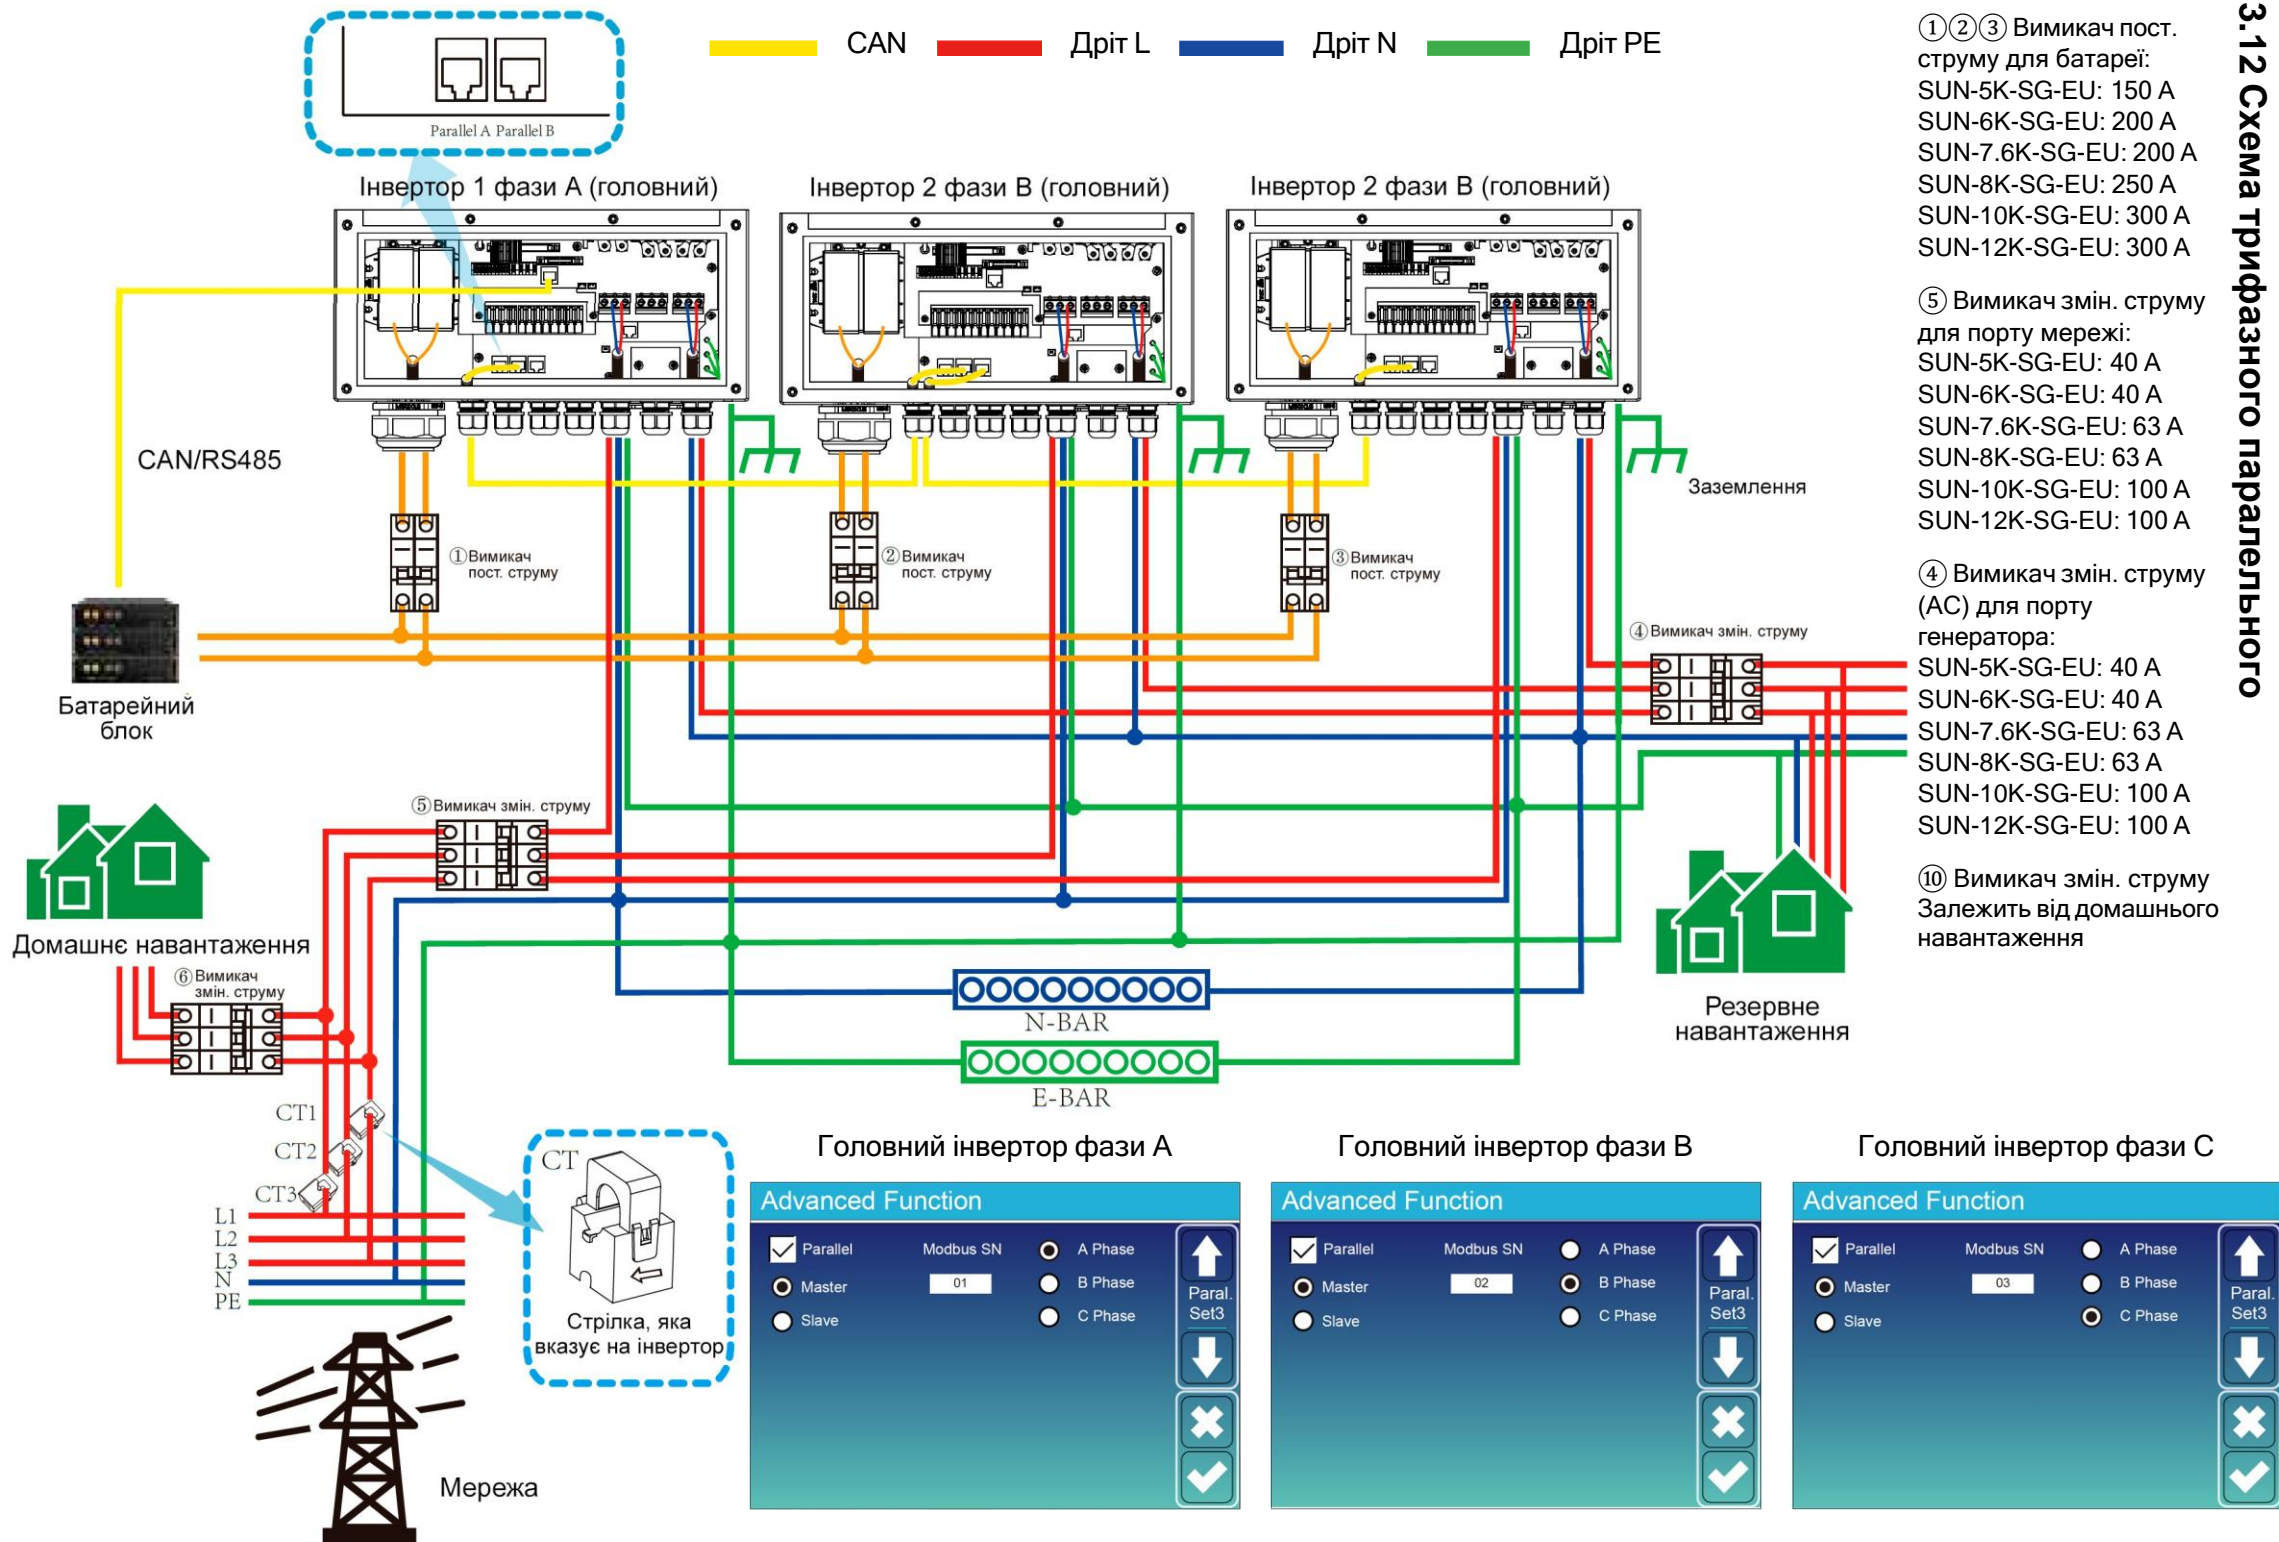 3.12 Схема трифазного паралельного
CAN
Дріт L
Дріт N
Дріт PE
Parallel A Parallel B
Інвертор 1 фази A (головний)
Інвертор 2 фази B (головний)
Інвертор 2 фази B (головний)
CAN/RS485
Заземлення
① Вимикач
пост. струму
② Вимикач
пост. струму
③ Вимикач
пост. струму
④ Вимикач змін. струму
Батарейний
блок
⑤ Вимикач змін. струму
Домашнє навантаження
⑥ Вимикач
змін. струму
N-BAR
E-BAR
Резервне
навантаження
CT1
CT2
CT3
L1
L2
L3
N
PE
CT
Стрілка, яка
вказує на інвертор
Мережа
①②③ Вимикач пост.
струму для батареї:
SUN-5K-SG-EU: 150 A
SUN-6K-SG-EU: 200 A
SUN-7.6K-SG-EU: 200 A
SUN-8K-SG-EU: 250 A
SUN-10K-SG-EU: 300 A
SUN-12K-SG-EU: 300 A
⑤ Вимикач змін. струму
для порту мережі:
SUN-5K-SG-EU: 40 A
SUN-6K-SG-EU: 40 A
SUN-7.6K-SG-EU: 63 A
SUN-8K-SG-EU: 63 A
SUN-10K-SG-EU: 100 A
SUN-12K-SG-EU: 100 A
④ Вимикач змін. струму
(AC) для порту
генератора:
SUN-5K-SG-EU: 40 A
SUN-6K-SG-EU: 40 A
SUN-7.6K-SG-EU: 63 A
SUN-8K-SG-EU: 63 A
SUN-10K-SG-EU: 100 A
SUN-12K-SG-EU: 100 A
⑩ Вимикач змін. струму
Залежить від домашнього
навантаження
Головний інвертор фази A
Advanced Function
Parallel
Modbus SN
A Phase
Master
01
B Phase
Slave
C Phase
Paral.
Set3
Головний інвертор фази B
Advanced Function
Parallel
Modbus SN
A Phase
Master
02
B Phase
Slave
C Phase
Paral.
Set3
Головний інвертор фази C
Advanced Function
Parallel
Modbus SN
A Phase
Master
03
B Phase
Slave
C Phase
Paral.
Set3